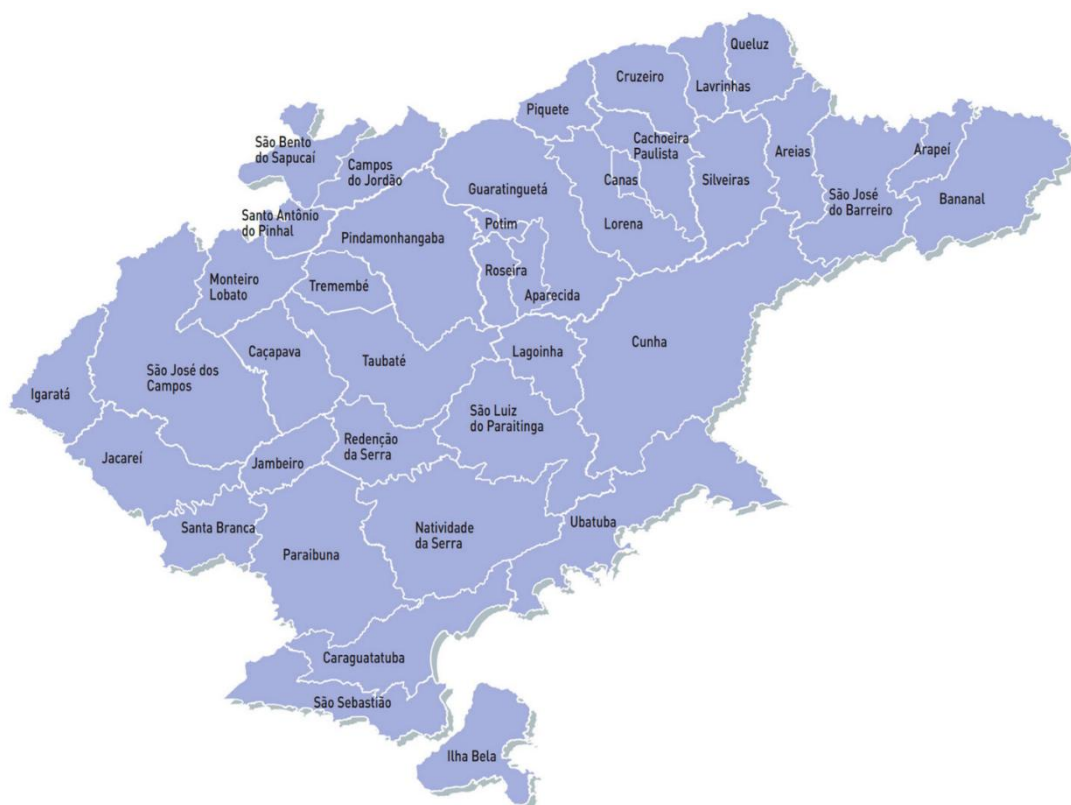 Queluz
Cruzeiro
Lavrinhas
Piquete
São Bento
do Sapucaí
Cachoeira
Paulista
Arapeí
Areias
Campos
do Jordão
Canas
Silveiras
Guaratinguetá
São José
do Barreiro
Bananal
Santo Antônio
do Pinhal
Potim
Lorena
Pindamonhangaba
Roseira
Monteiro
Lobato
Tremembé
Aparecida
Cunha
Caçapava
Lagoinha
Taubaté
São José dos
Campos
Igaratá
São Luiz
do Paraitinga
Redenção
da Serra
Jacareí
Jambeiro
Santa Branca
Ubatuba
Natividade
da Serra
Paraibuna
Caraguatatuba
São Sebastião
Ilha Bela